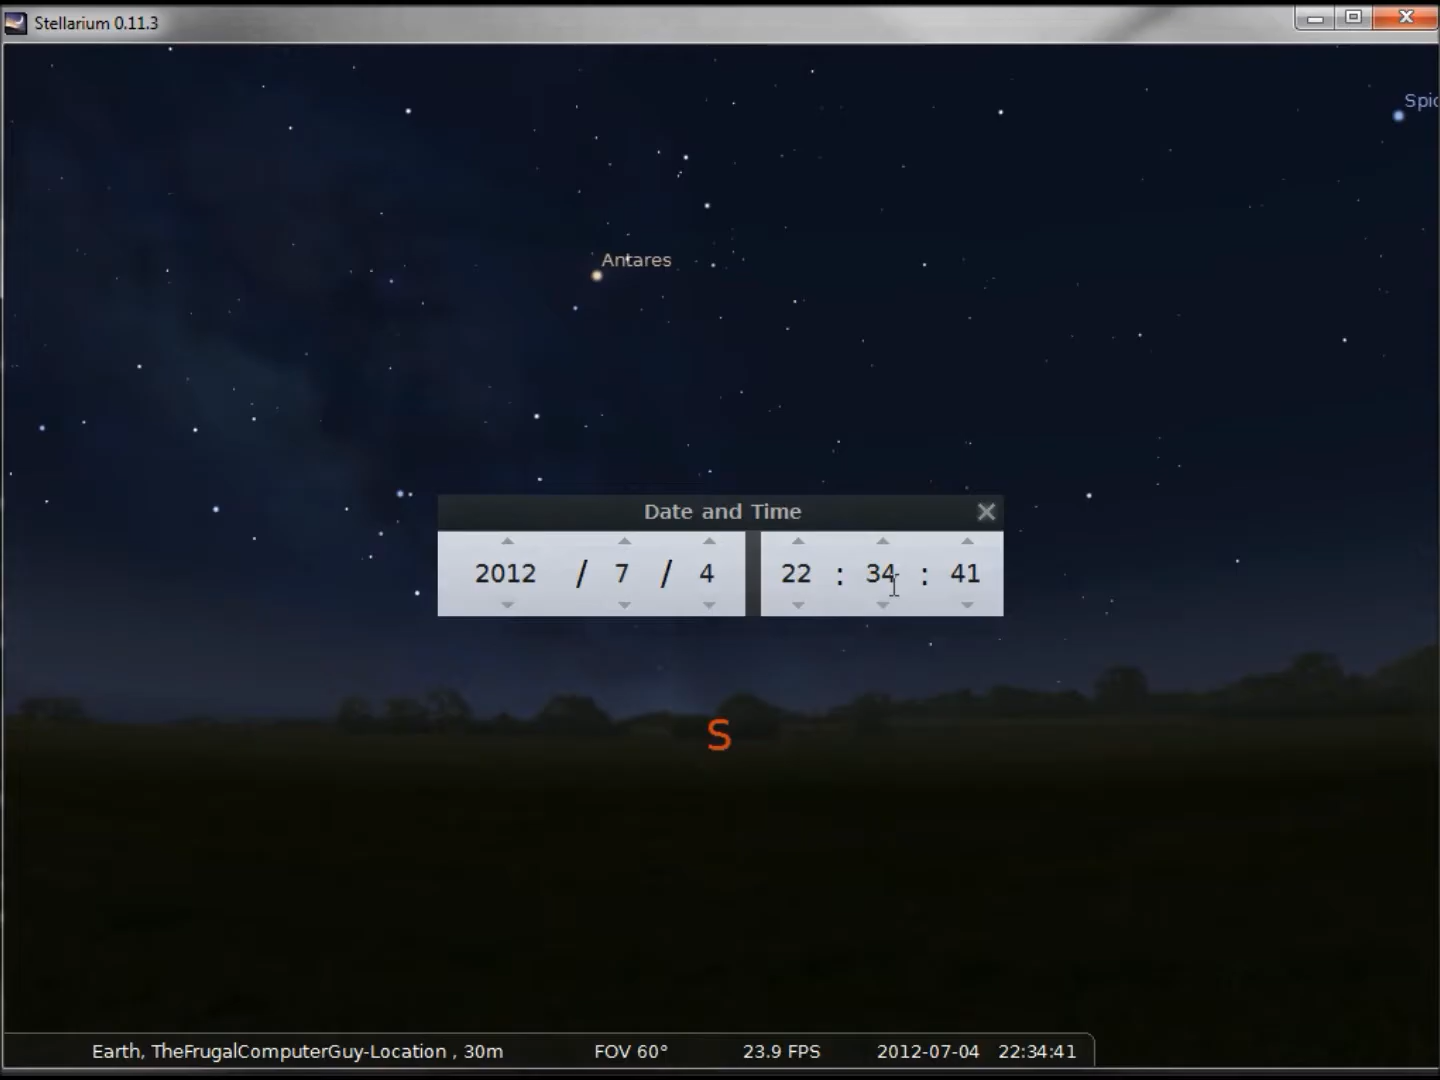 Stellarium 0.11.3
Antares
Date and Time
2012 / 7 / 4 22 : 34 : 41
S
Earth, TheFrugalComputerGuy-Location , 30m FOV 60° 23.9 FPS 2012-07-04 22:34:41